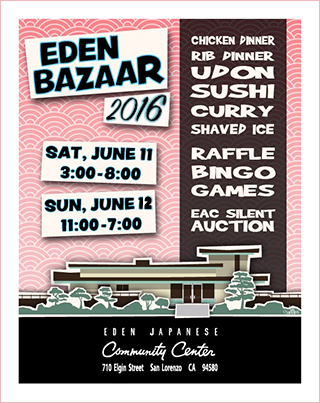 EDEN
BAZAAR
2016
SAT, JUNE 11
3:00-8:00
SUN, JUNE 12
11:00-7:00
CHICKEN DINNER
RIB DINNER
UDON
SUSHI
CURRY
SHAVED ICE
RAFFLE
BINGO
GAMES
EAC SILENT
AUCTION
EDEN JAPANESE
Community Center
710 Elgin Street San Lorenzo CA 94580